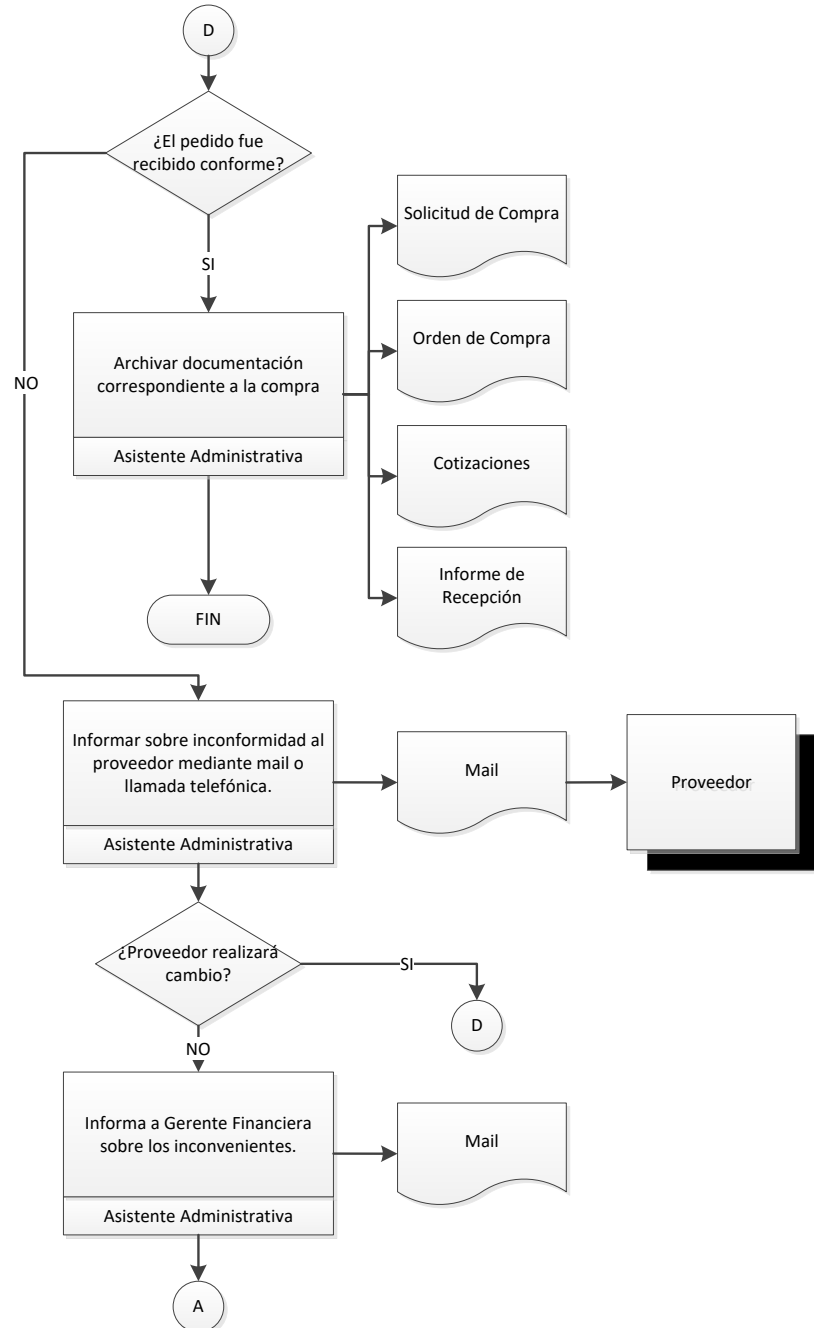 D
¿El pedido fue
recibido conforme?
SI
NO
Archivar documentación
correspondiente a la compra
Asistente Administrativa
Solicitud de Compra
Orden de Compra
Cotizaciones
Informe de
Recepción
FIN
Informar sobre inconformidad al
proveedor mediante mail o
llamada telefónica.
Asistente Administrativa
Mail
Proveedor
¿Proveedor realizará
cambio?
SI
D
NO
Informa a Gerente Financiera
sobre los inconvenientes.
Asistente Administrativa
Mail
A